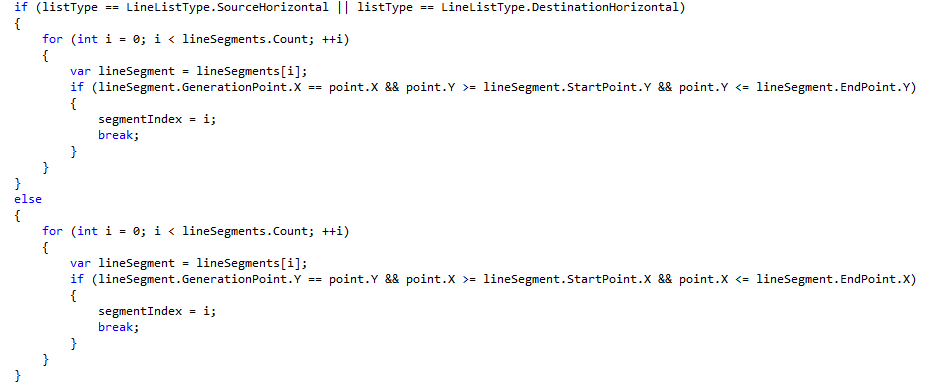 if (listType == LineListType.SourceHorizontal || listType == LineListType.DestinationHorizontal)
{
    for (int i = 0; i < lineSegments.Count; ++i)
    {
        var lineSegment = lineSegments[i];
        if (lineSegment.GenerationPoint.X == point.X && point.Y >= lineSegment.StartPoint.Y && point.Y <= lineSegment.EndPoint.Y)
        {
            segmentIndex = i;
            break;
        }
    }
}
else
{
    for (int i = 0; i < lineSegments.Count; ++i)
    {
        var lineSegment = lineSegments[i];
        if (lineSegment.GenerationPoint.Y == point.Y && point.X >= lineSegment.StartPoint.X && point.X <= lineSegment.EndPoint.X)
        {
            segmentIndex = i;
            break;
        }
    }
}